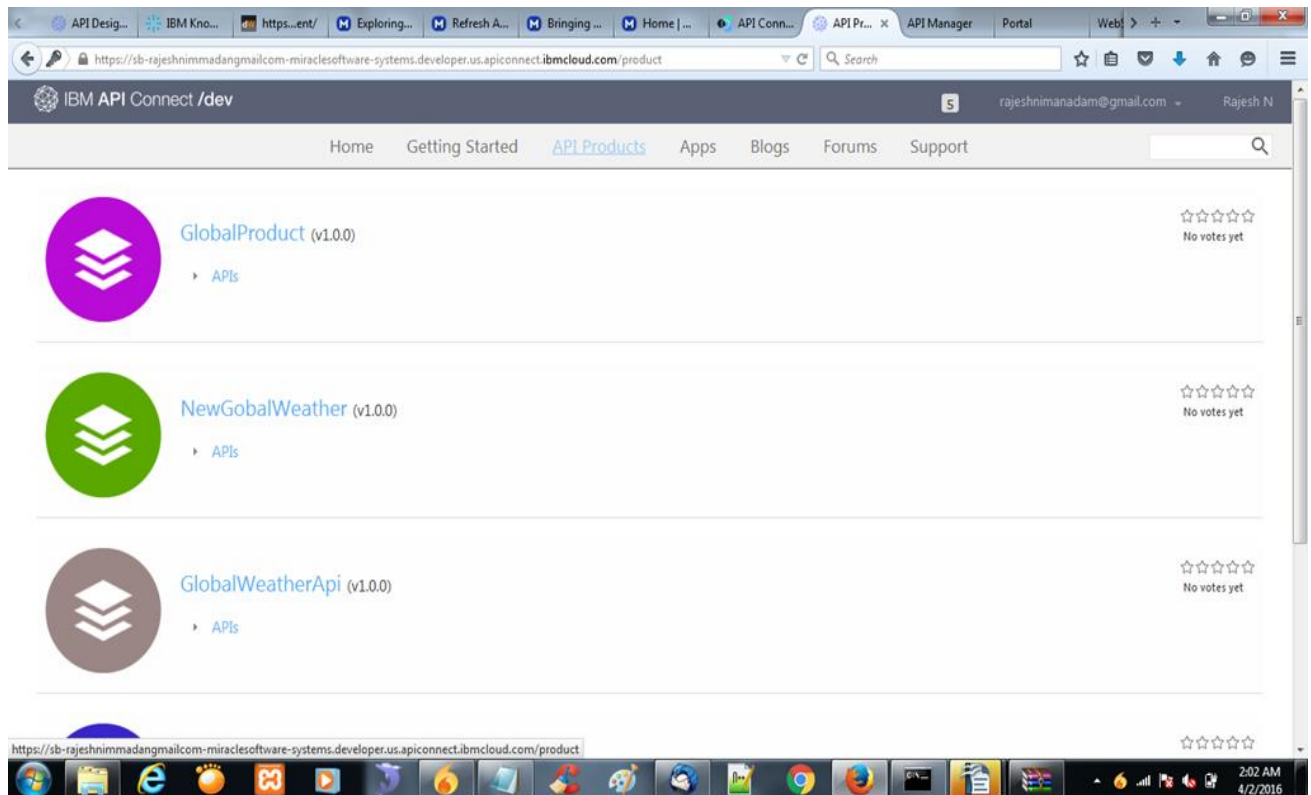 API Desig...
IBM Kno...
https...ent/
Exploring...
Refresh A...
Bringing ...
Home | ...
API Conn...
API Pr...
API Manager
Portal
https://sb-rajeshnimmadangmailcom-miraclesoftware-systems.developer.us.apiconnect.ibmcloud.com/product
Search
IBM API Connect /dev
5
rajeshnimanadam@gmail.com
Rajesh N
Home
Getting Started
API Products
Apps
Blogs
Forums
Support
GlobalProduct (v1.0.0)
No votes yet
APIs
NewGobalWeather (v1.0.0)
No votes yet
APIs
GlobalWeatherApi (v1.0.0)
No votes yet
APIs
https://sb-rajeshnimmadangmailcom-miraclesoftware-systems.developer.us.apiconnect.ibmcloud.com/product
2:02 AM
4/2/2016